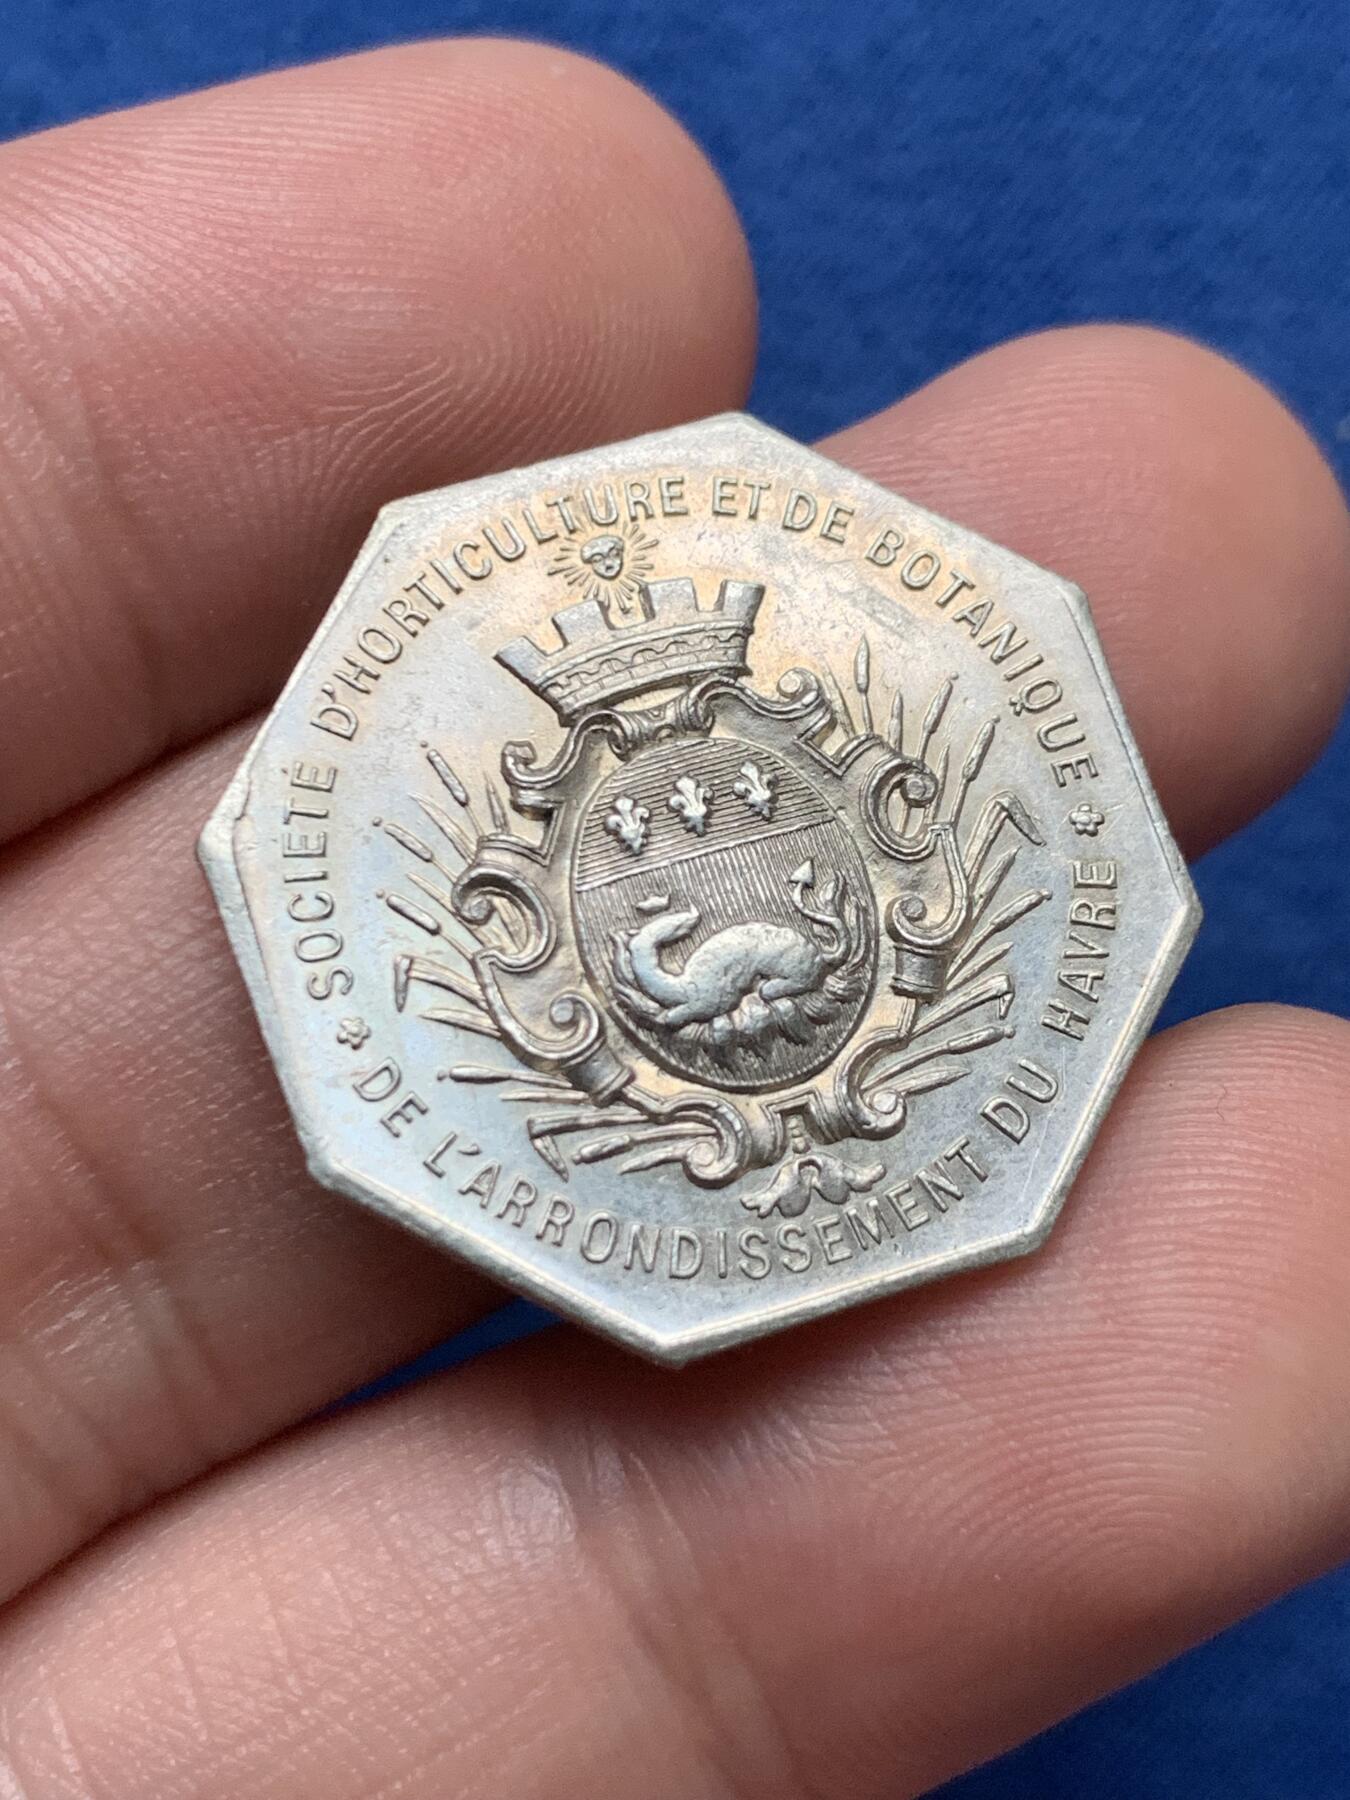 SOCIÉTÉ D'HORTICULTURE ET DE BOTANIQUE
DE L'ARRONDISSEMENT DU HAVRE